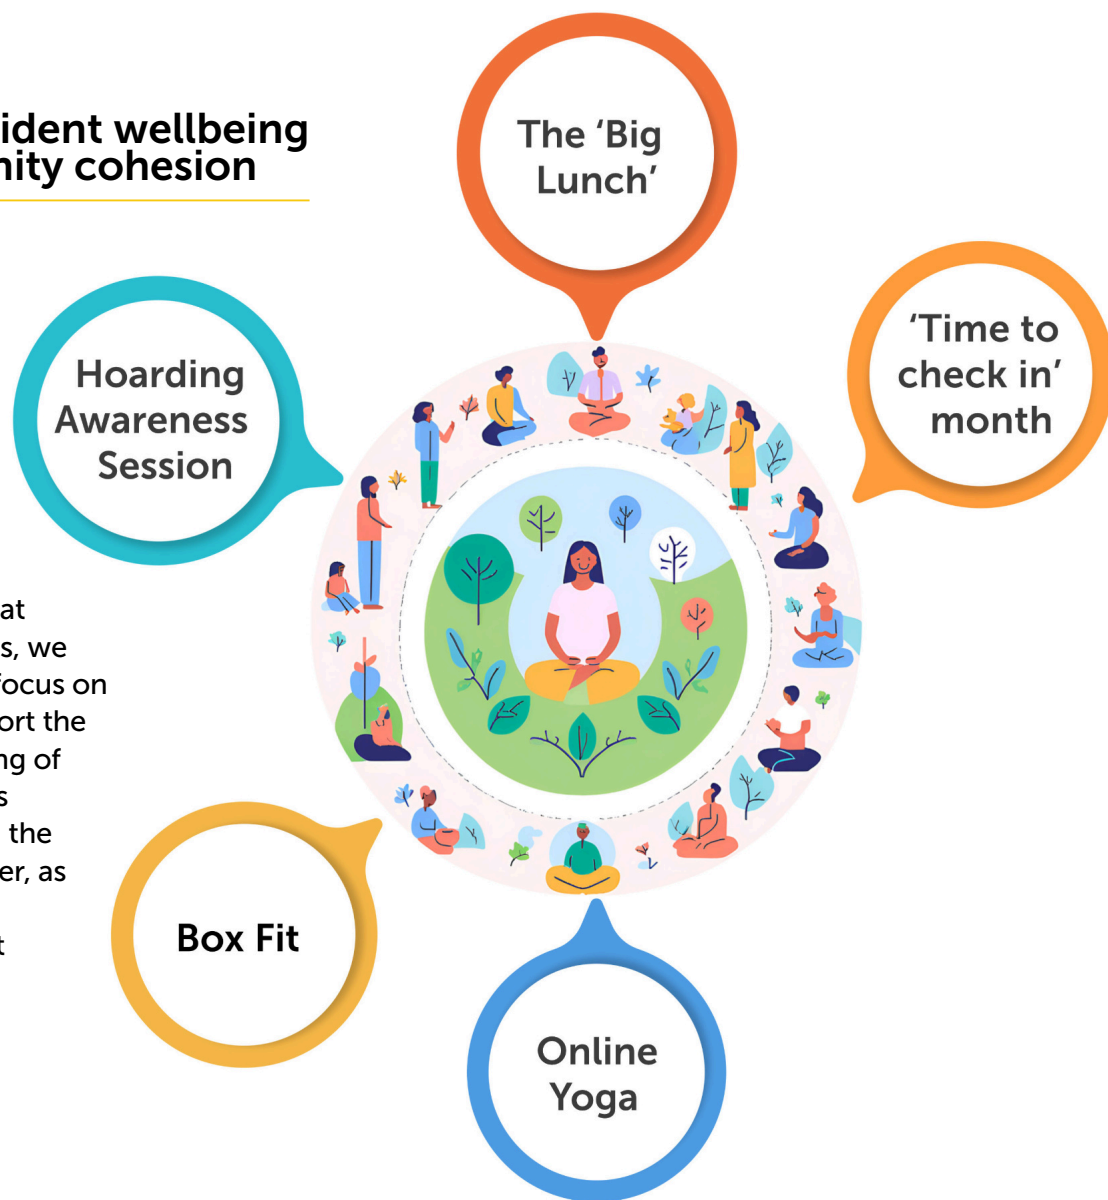 ident wellbeing
nity cohesion
The ‘Big
Lunch’
‘Time to
check in’
month
Hoarding
Awareness
Session
at
s, we
focus on
ort the
ng of
s
the
er, as
t
Box Fit
Online
Yoga